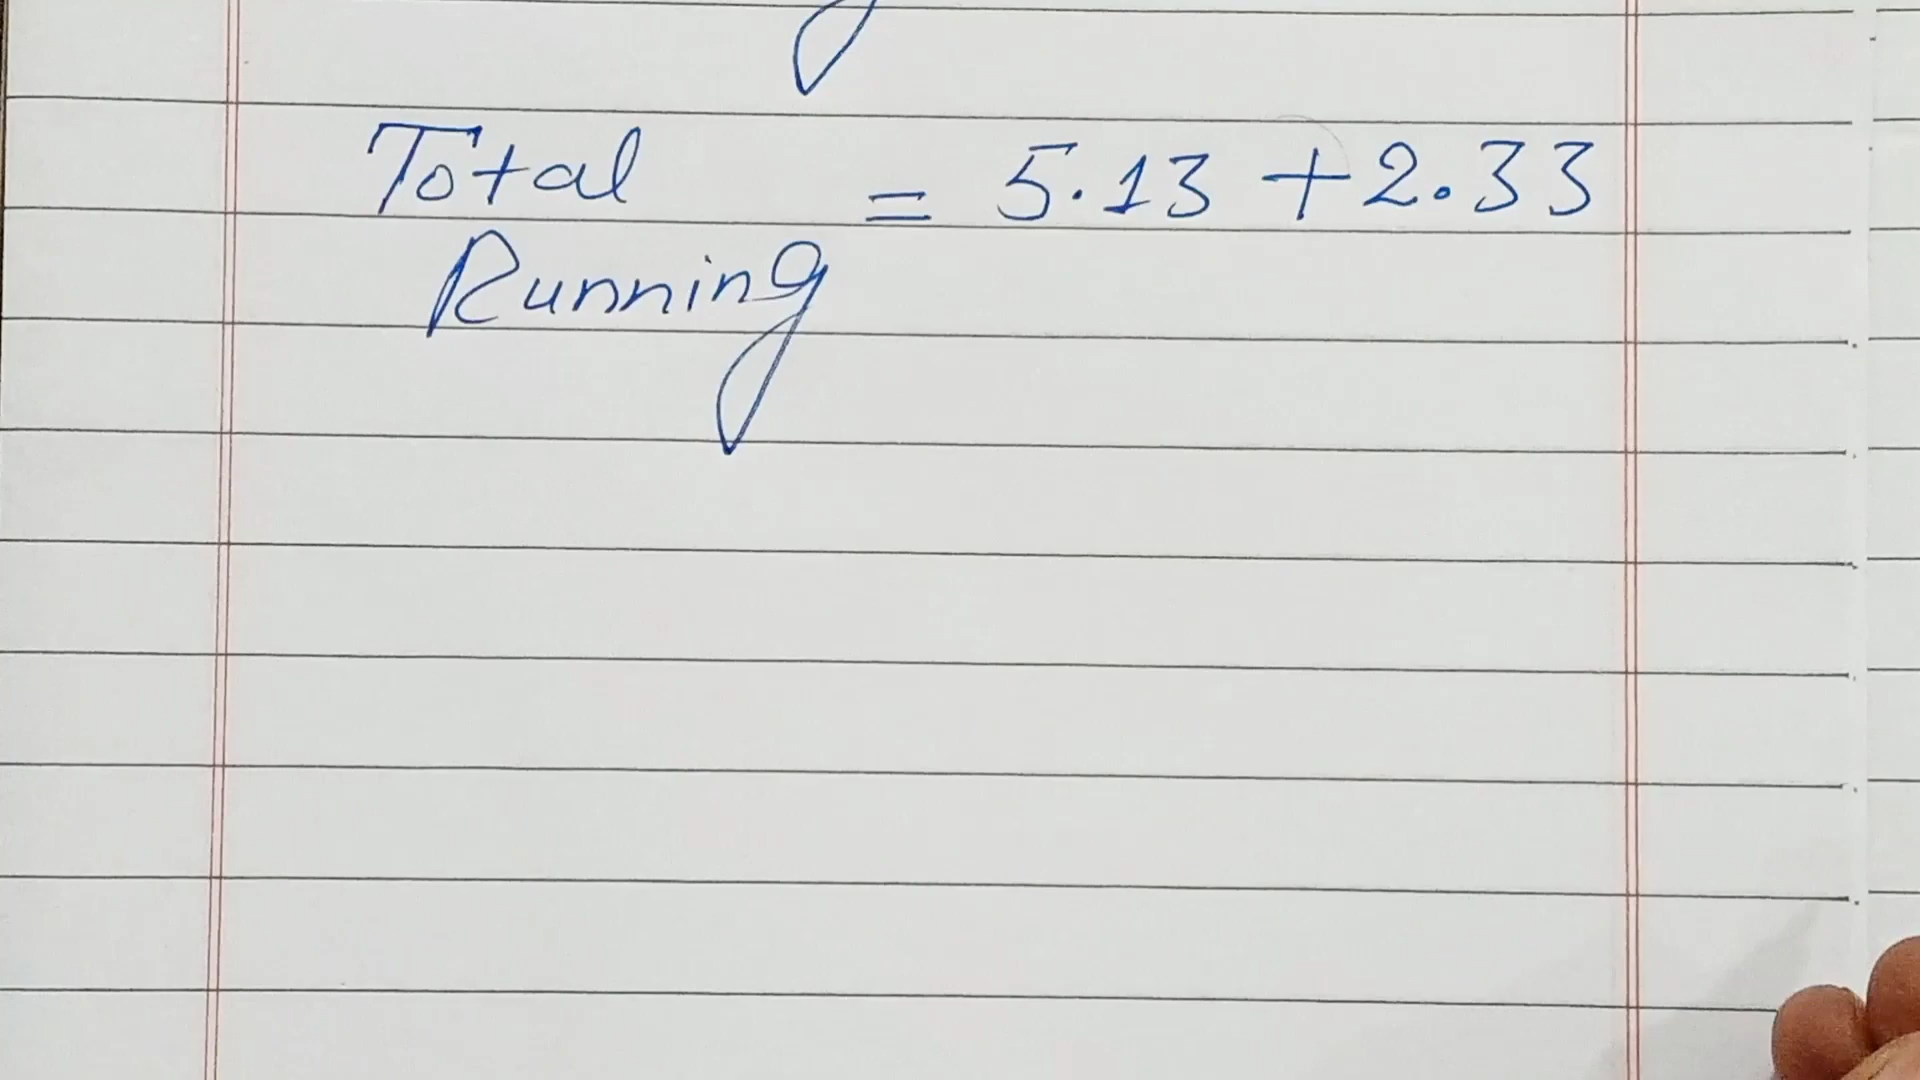 Total = 5.13 + 2.33
Running